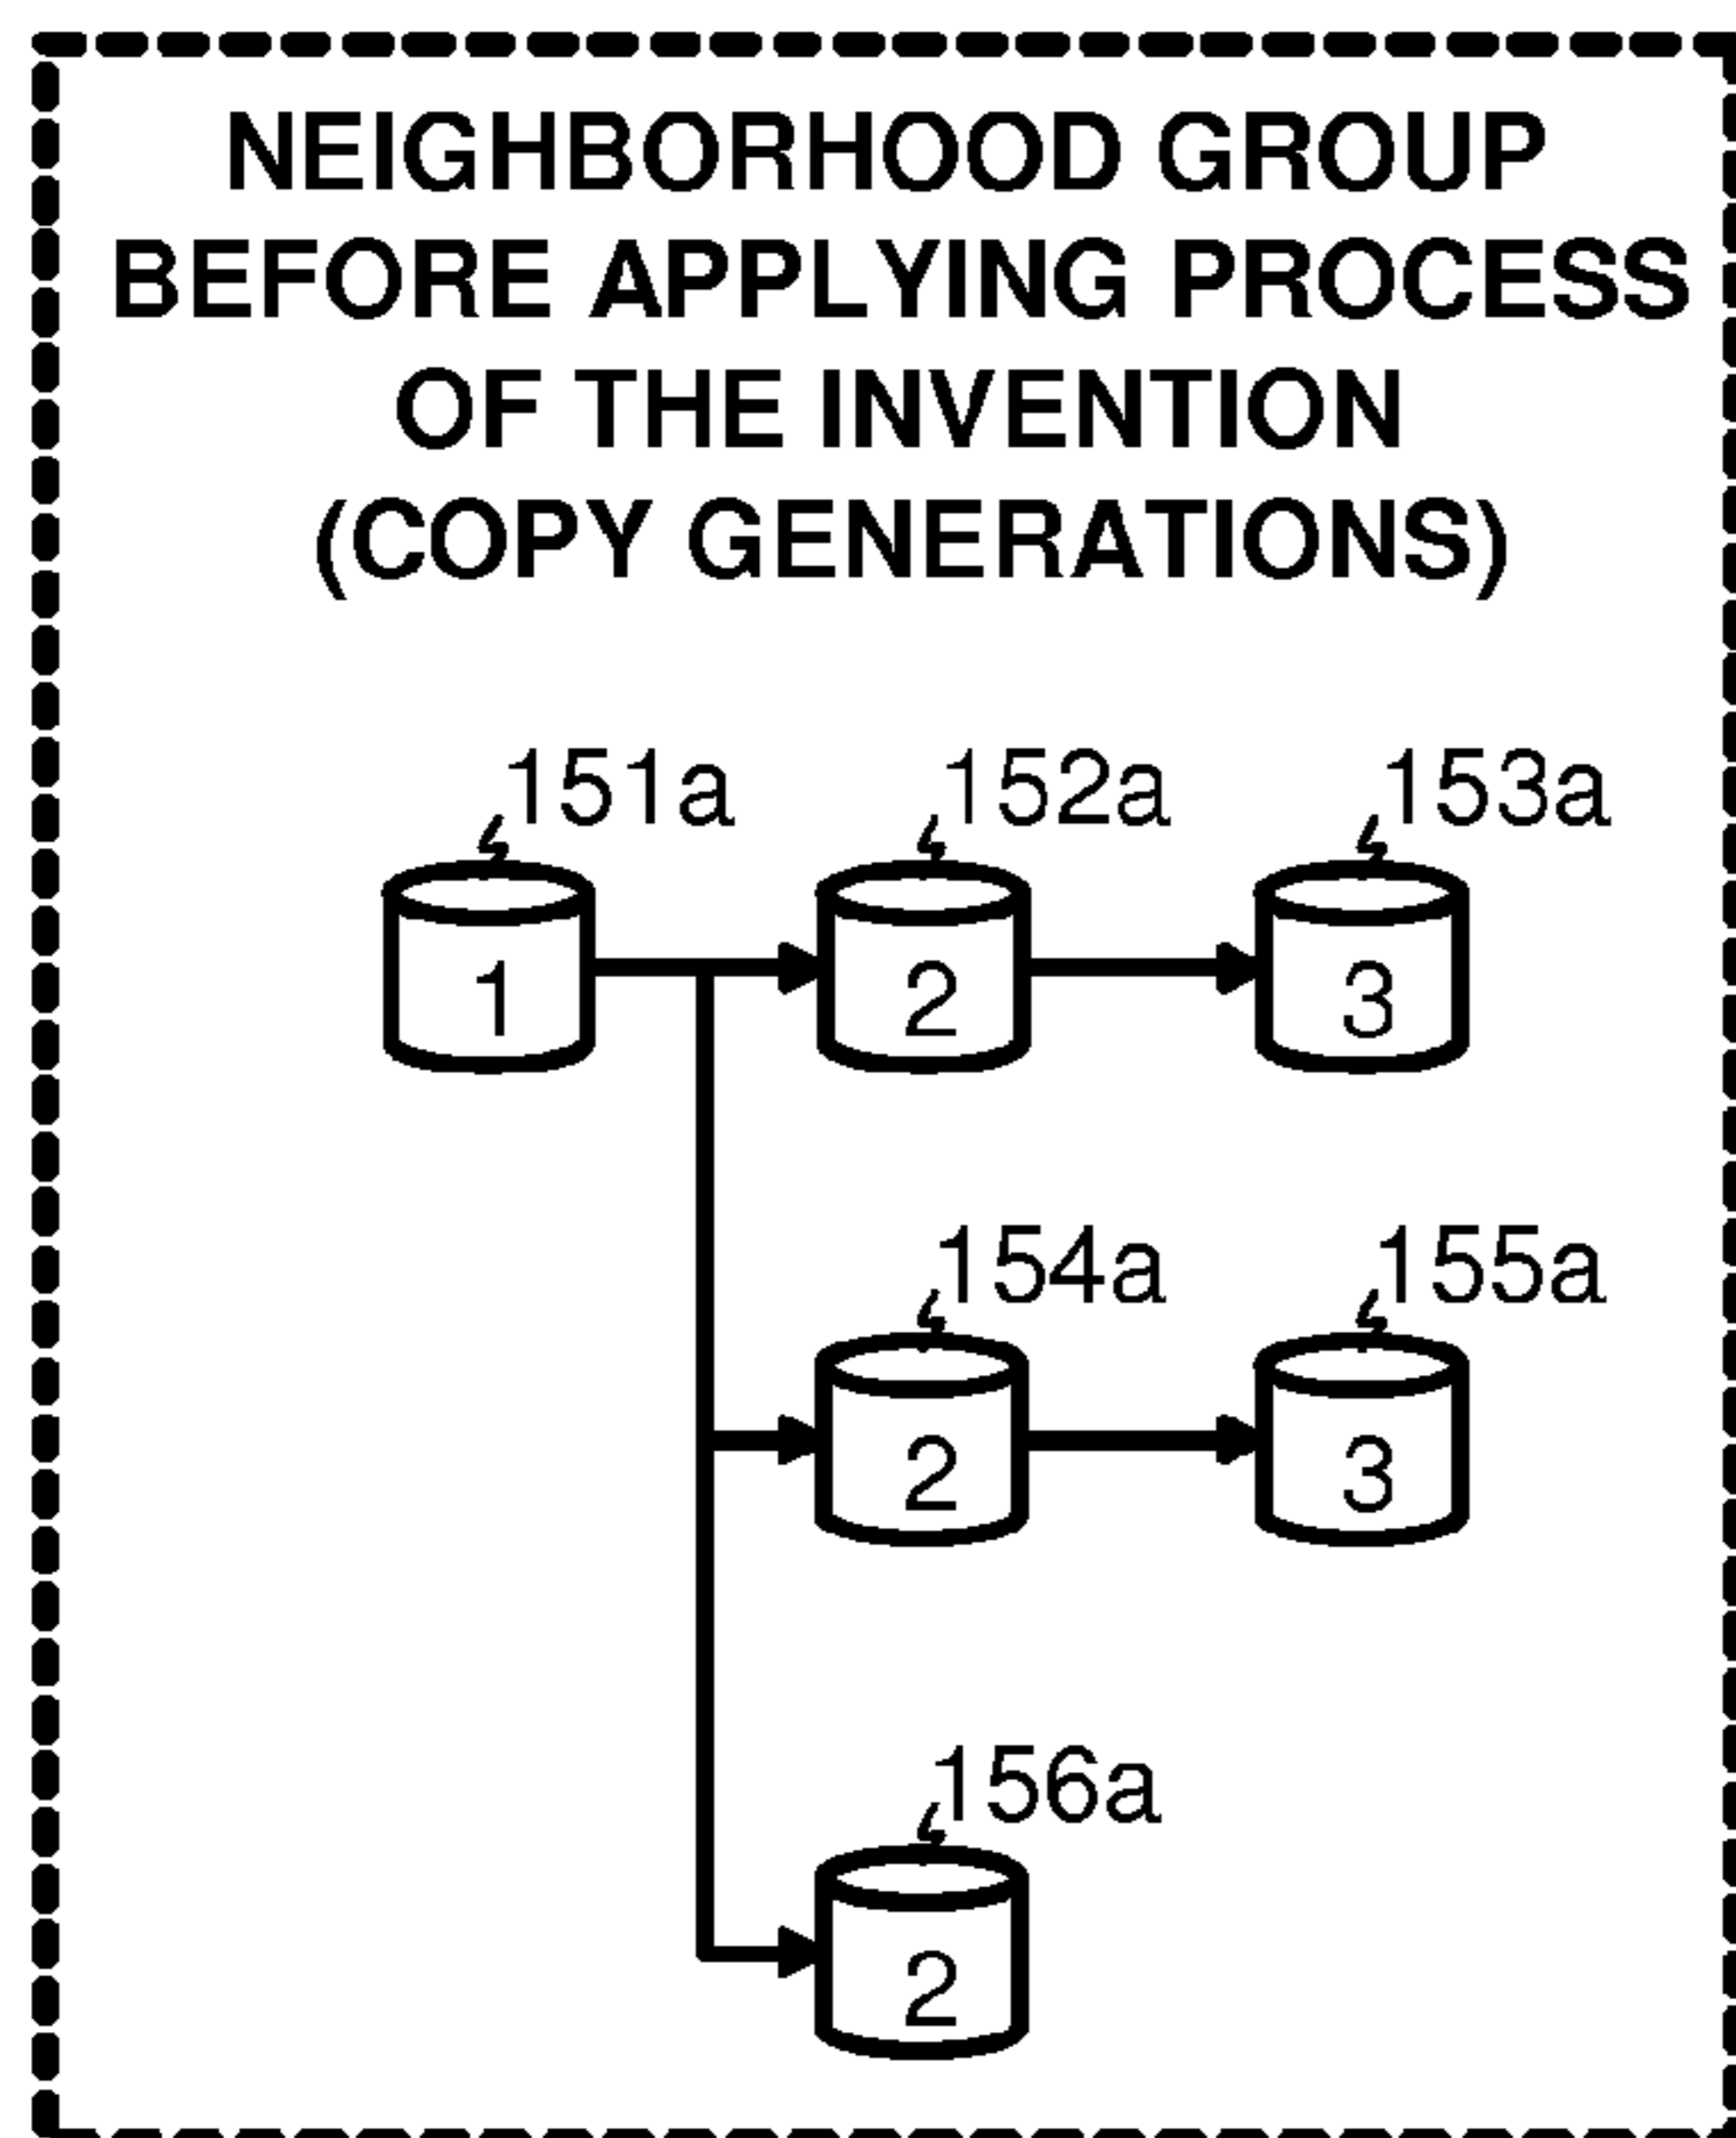 NEIGHBORHOOD GROUP
BEFORE APPLYING PROCESS
OF THE INVENTION
(COPY GENERATIONS)
151a 152a 153a
1 2 3
154a 155a
2 3
156a
2